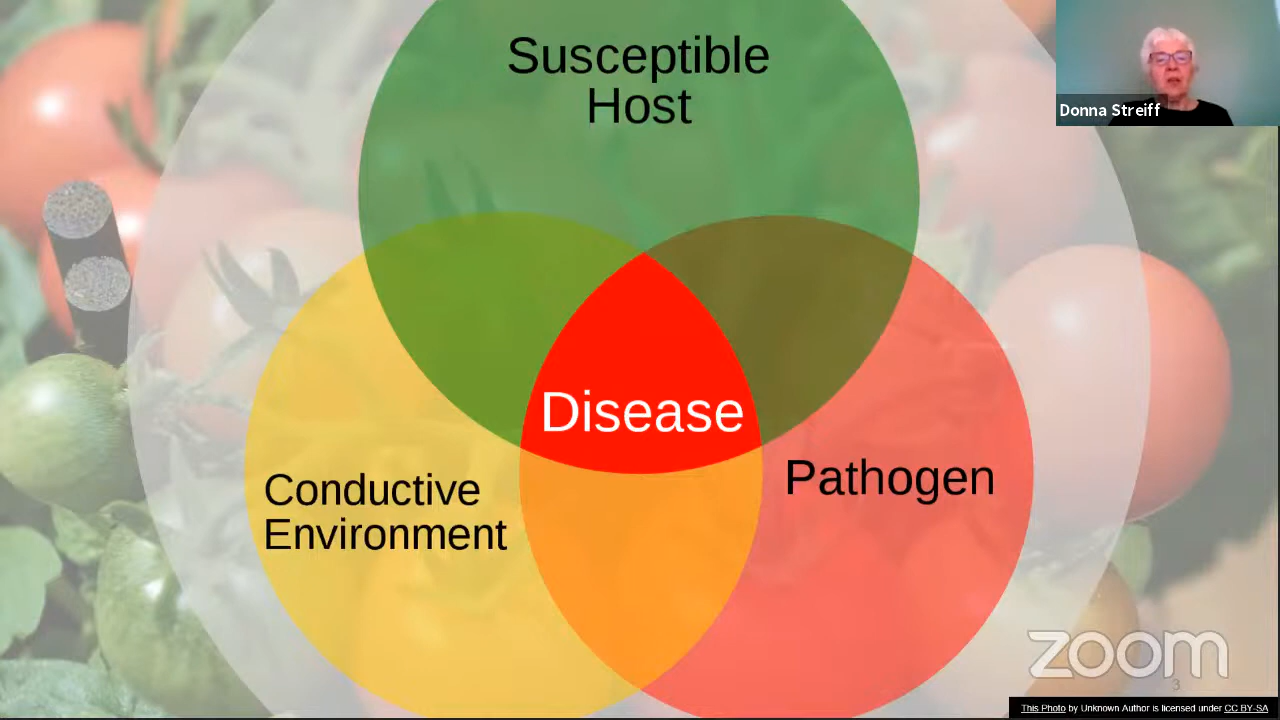 Susceptible
Host
Donna Streiff
Disease
Conductive
Environment
Pathogen
zoom
3
This Photo by Unknown Author is licensed under CC BY-SA